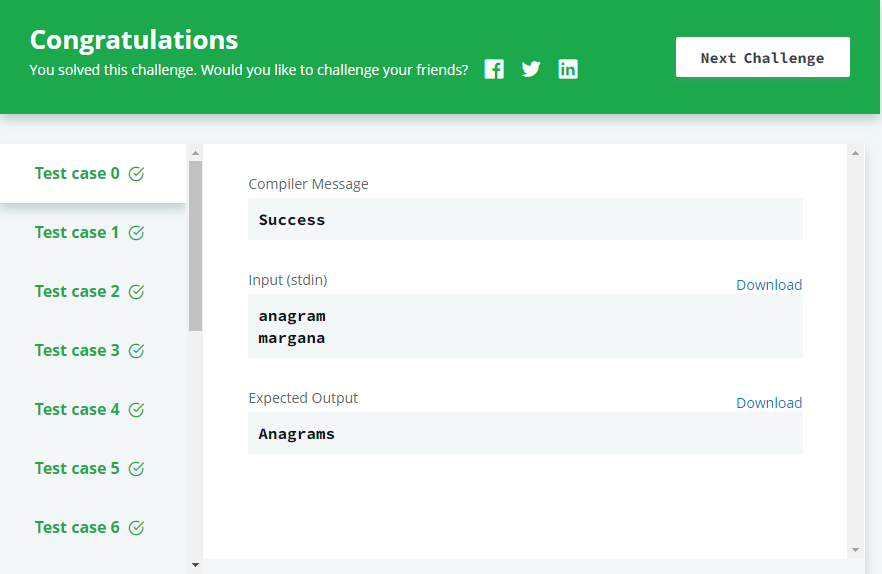 Congratulations
You solved this challenge. Would you like to challenge your friends?
Next Challenge
Test case 0
Test case 1
Test case 2
Test case 3
Test case 4
Test case 5
Test case 6
Compiler Message
Success
Input (stdin)
Download
anagram
margana
Expected Output
Download
Anagrams